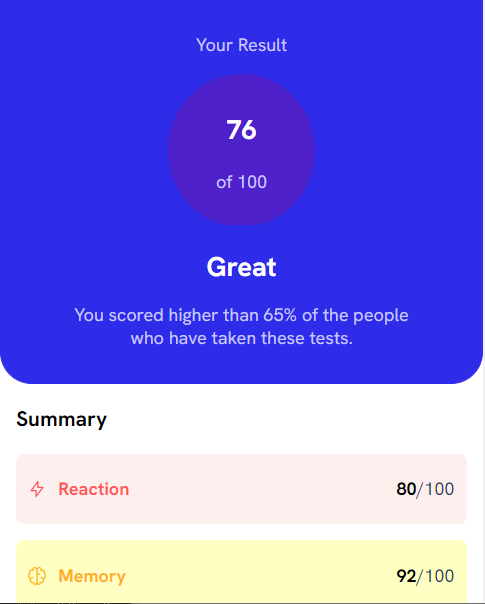 Your Result
76
of 100
Great
You scored higher than 65% of the people
who have taken these tests.
Summary
Reaction 80/100
Memory 92/100